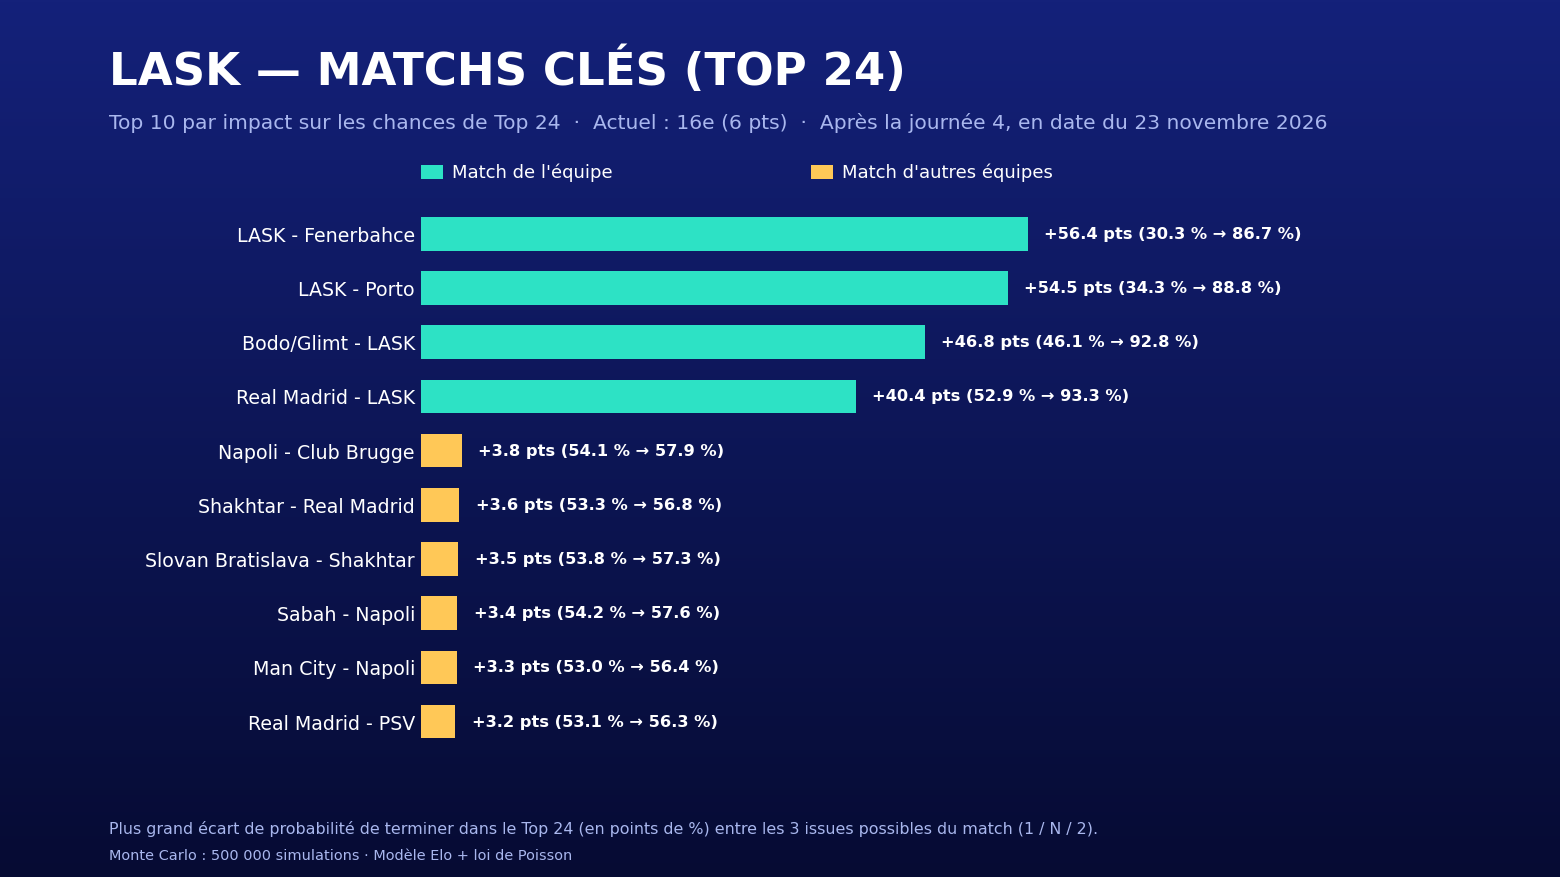 LASK — MATCHS CLÉS (TOP 24)
Top 10 par impact sur les chances de Top 24 · Actuel : 16e (6 pts) · Après la journée 4, en date du 23 novembre 2026
Match de l'équipe
Match d'autres équipes
LASK - Fenerbahce +56.4 pts (30.3 % → 86.7 %)
LASK - Porto +54.5 pts (34.3 % → 88.8 %)
Bodo/Glimt - LASK +46.8 pts (46.1 % → 92.8 %)
Real Madrid - LASK +40.4 pts (52.9 % → 93.3 %)
Napoli - Club Brugge +3.8 pts (54.1 % → 57.9 %)
Shakhtar - Real Madrid +3.6 pts (53.3 % → 56.8 %)
Slovan Bratislava - Shakhtar +3.5 pts (53.8 % → 57.3 %)
Sabah - Napoli +3.4 pts (54.2 % → 57.6 %)
Man City - Napoli +3.3 pts (53.0 % → 56.4 %)
Real Madrid - PSV +3.2 pts (53.1 % → 56.3 %)
Plus grand écart de probabilité de terminer dans le Top 24 (en points de %) entre les 3 issues possibles du match (1 / N / 2).
Monte Carlo : 500 000 simulations · Modèle Elo + loi de Poisson